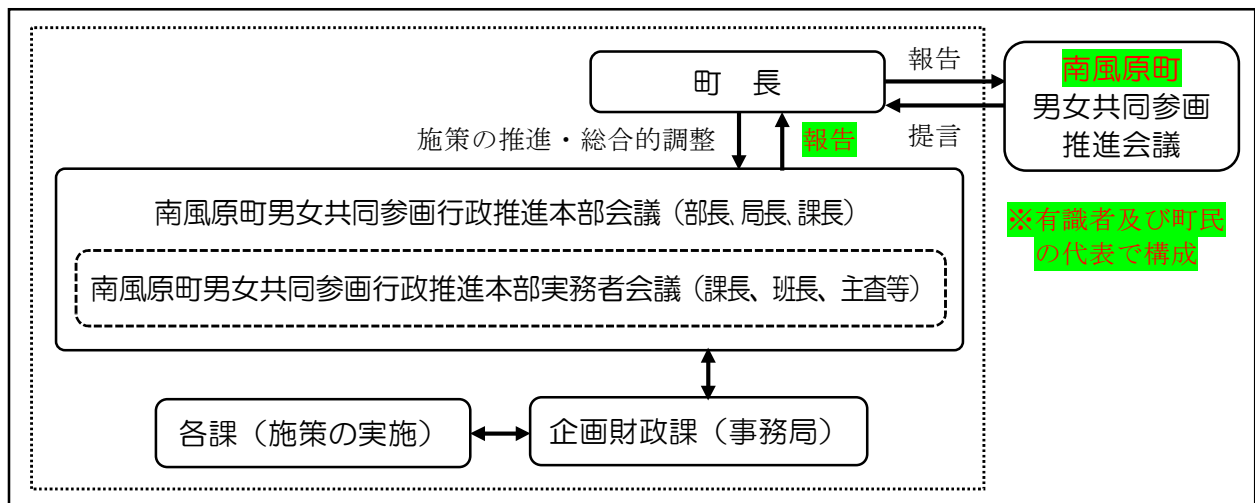 町　長
報告
南風原町
男女共同参画
推進会議
施策の推進・総合的調整
報告
提言
南風原町男女共同参画行政推進本部会議（部長、局長、課長）
※有識者及び町民
の代表で構成
南風原町男女共同参画行政推進本部実務者会議（課長、班長、主査等）
各課（施策の実施）
企画財政課（事務局）